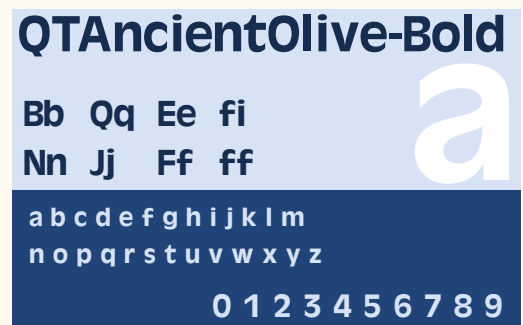 QTAncientOlive-Bold
a
Bb Qq Ee fi
Nn Jj Ff ff
a b c d e f g h i j k l m
n o p q r s t u v w x y z
0 1 2 3 4 5 6 7 8 9